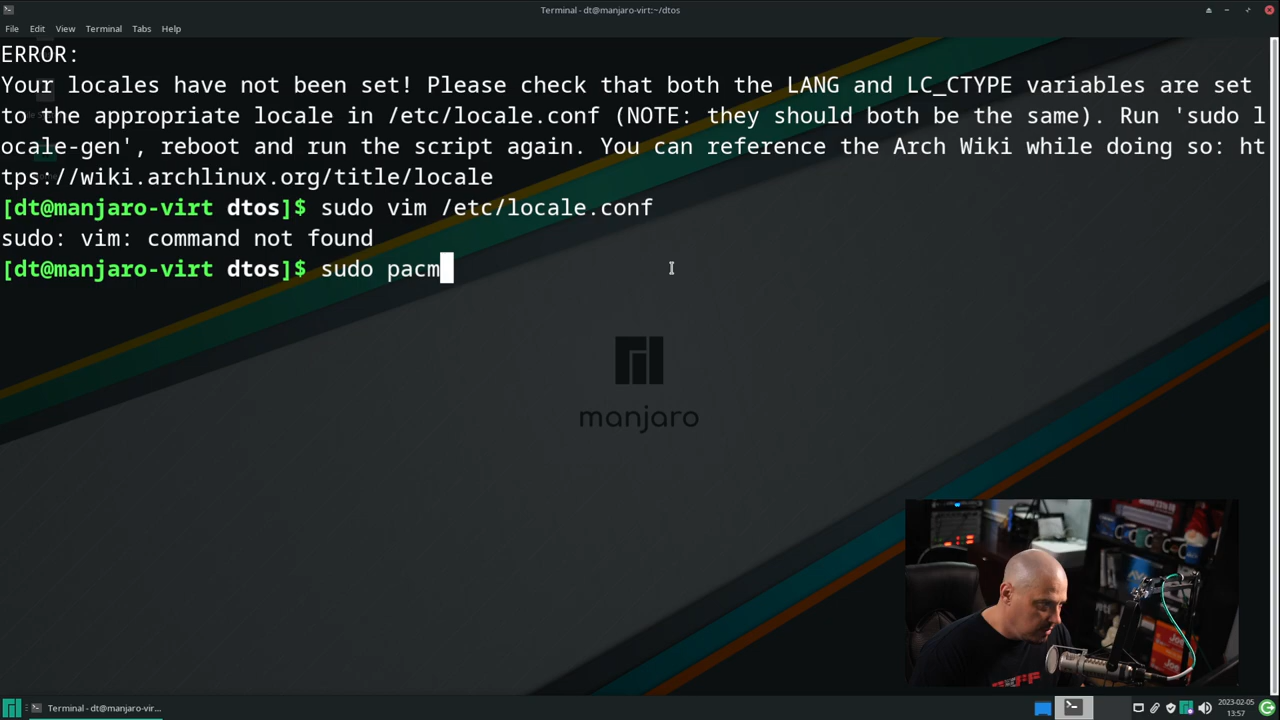 Terminal - dt@manjaro-virt:~/dtos
File Edit View Terminal Tabs Help
ERROR:
Your locales have not been set! Please check that both the LANG and LC_CTYPE variables are set
to the appropriate locale in /etc/locale.conf (NOTE: they should both be the same). Run 'sudo l
ocale-gen', reboot and run the script again. You can reference the Arch Wiki while doing so: ht
tps://wiki.archlinux.org/title/locale
[dt@manjaro-virt dtos]$ sudo vim /etc/locale.conf
sudo: vim: command not found
[dt@manjaro-virt dtos]$ sudo pacm
manjaro
Terminal - dt@manjaro-vir...
2023-02-05
13:57